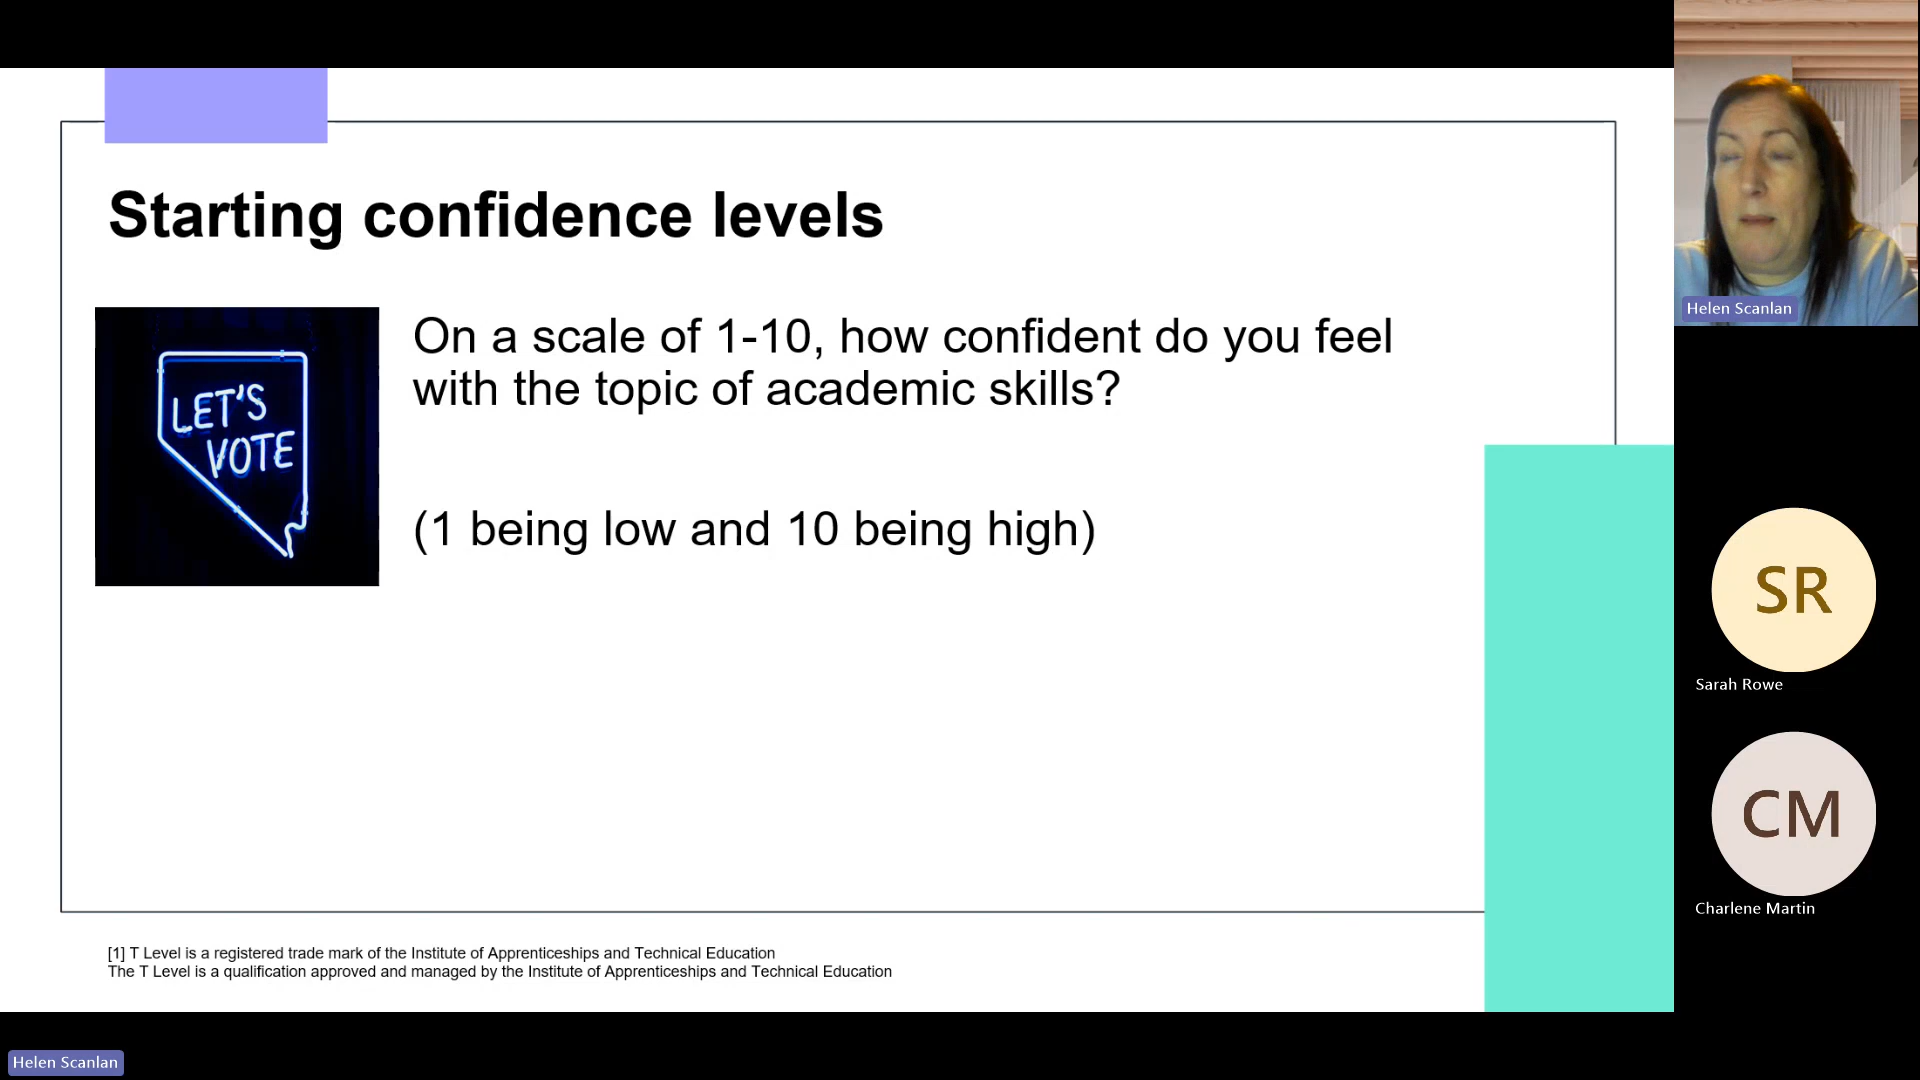 Starting confidence levels
LET'S
VOTE
On a scale of 1-10, how confident do you feel
with the topic of academic skills?
(1 being low and 10 being high)
[1] T Level is a registered trade mark of the Institute of Apprenticeships and Technical Education
The T Level is a qualification approved and managed by the Institute of Apprenticeships and Technical Education
Helen Scanlan
SR
Sarah Rowe
CM
Charlene Martin
Helen Scanlan